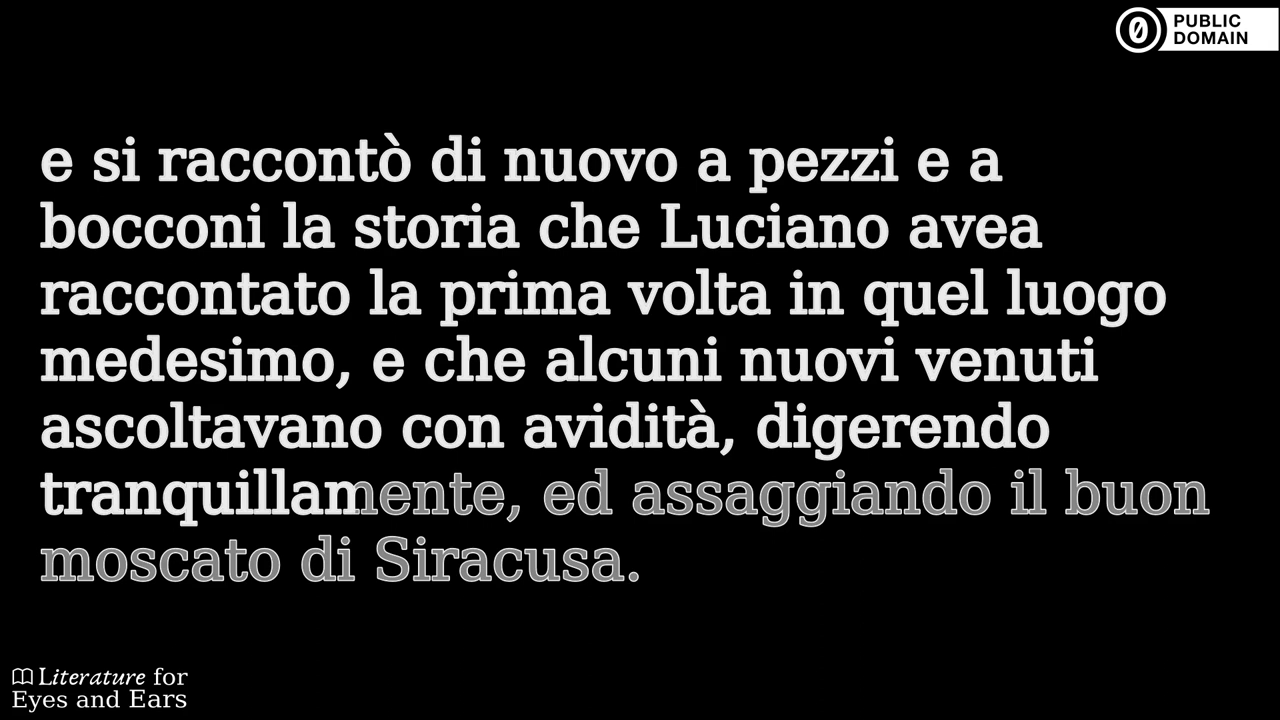 PUBLIC
DOMAIN
e si raccontò di nuovo a pezzi e a
bocconi la storia che Luciano avea
raccontato la prima volta in quel luogo
medesimo, e che alcuni nuovi venuti
ascoltavano con avidità, digerendo
tranquillamente, ed assaggiando il buon
moscato di Siracusa.
Literature for
Eyes and Ears